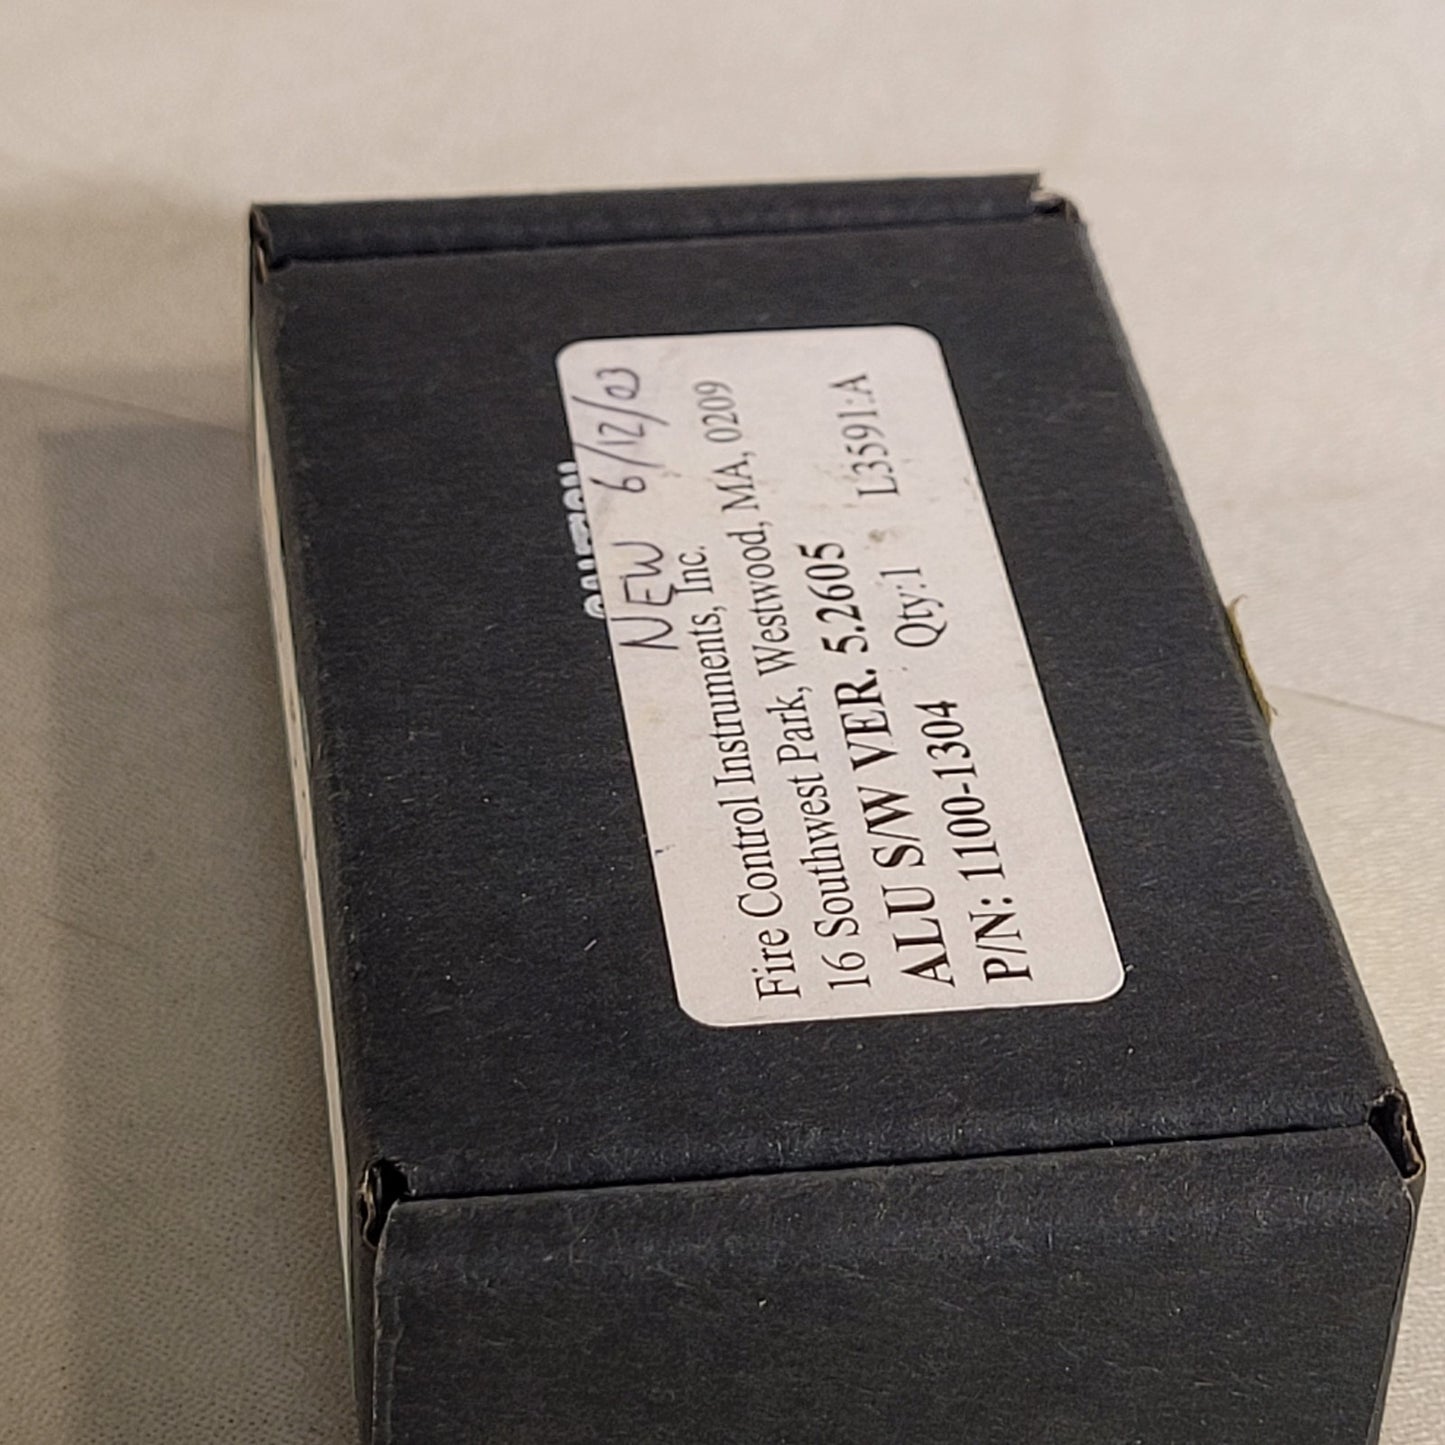 NEW 6/12/03
Fire Control Instruments, Inc.
16 Southwest Park, Westwood, MA, 0209
ALU S/W VER. 5.2605
P/N: 1100-1304 Qty:1 L3591:A